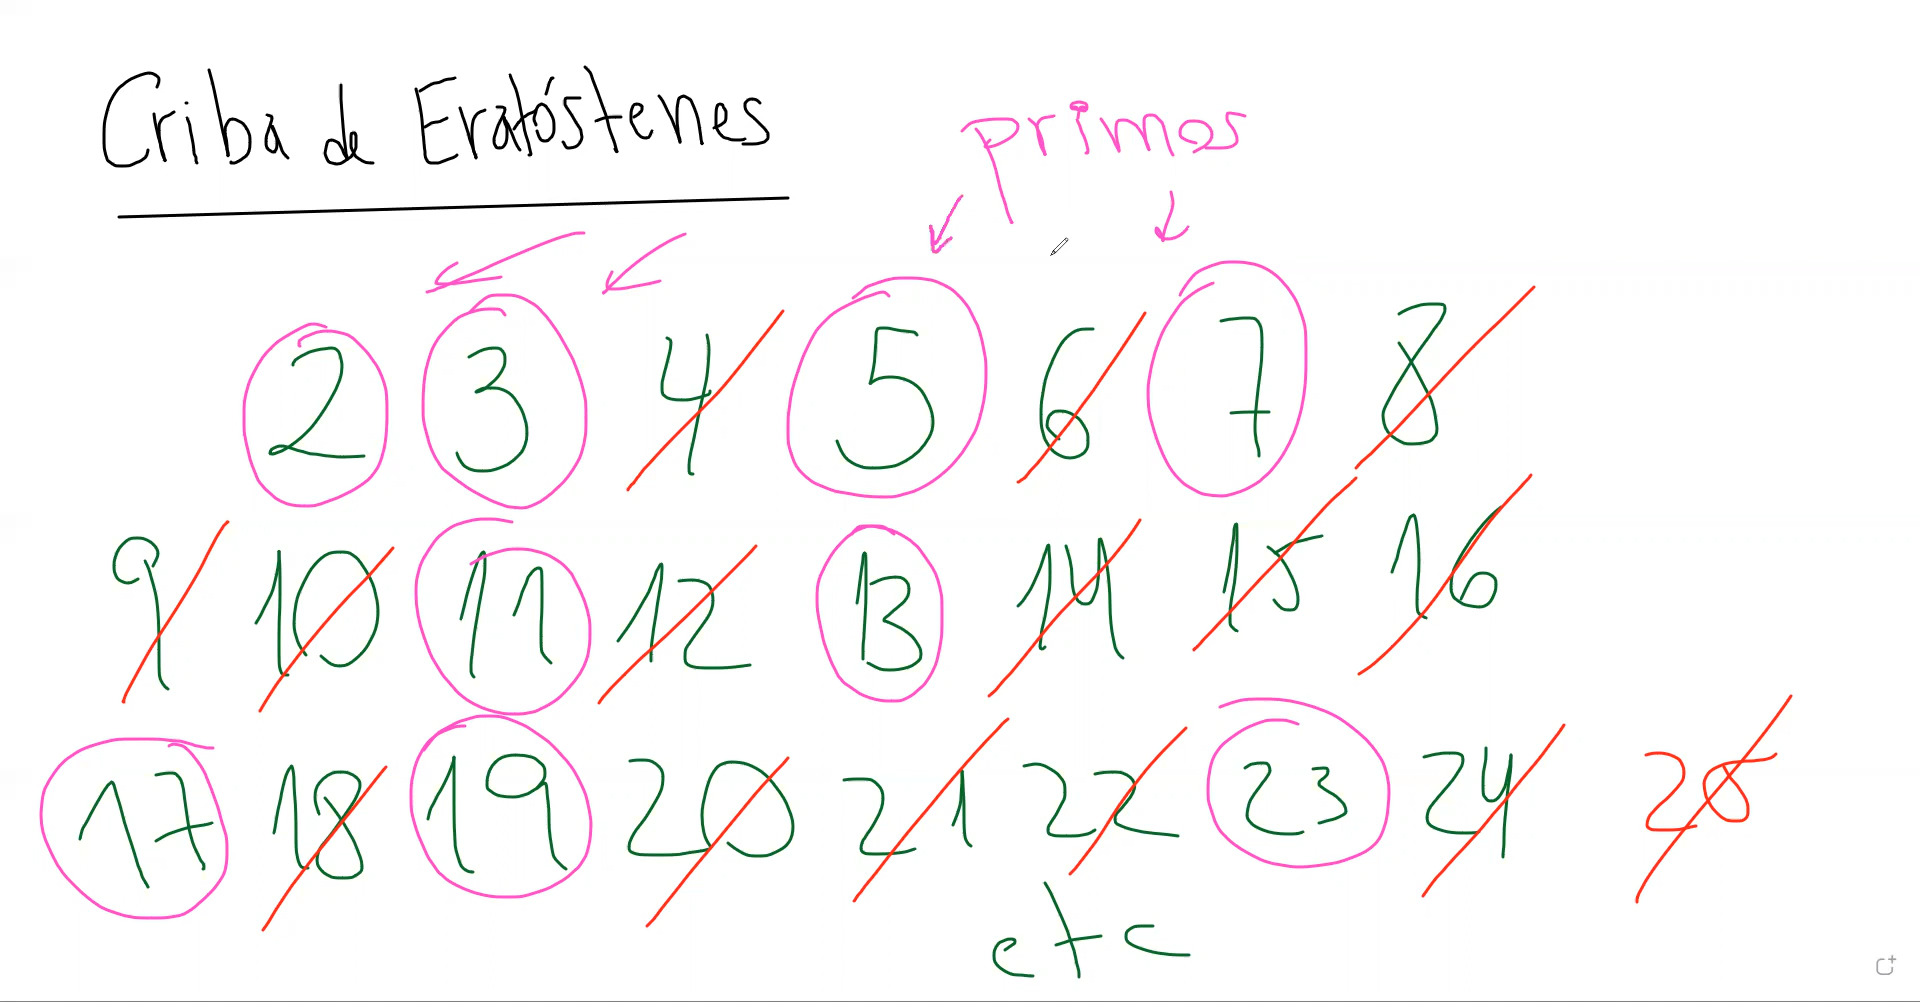 Criba de Eratóstenes
primos
2 3 4 5 6 7 8
9 10 11 12 13 14 15 16
17 18 19 20 21 22 23 24
etc